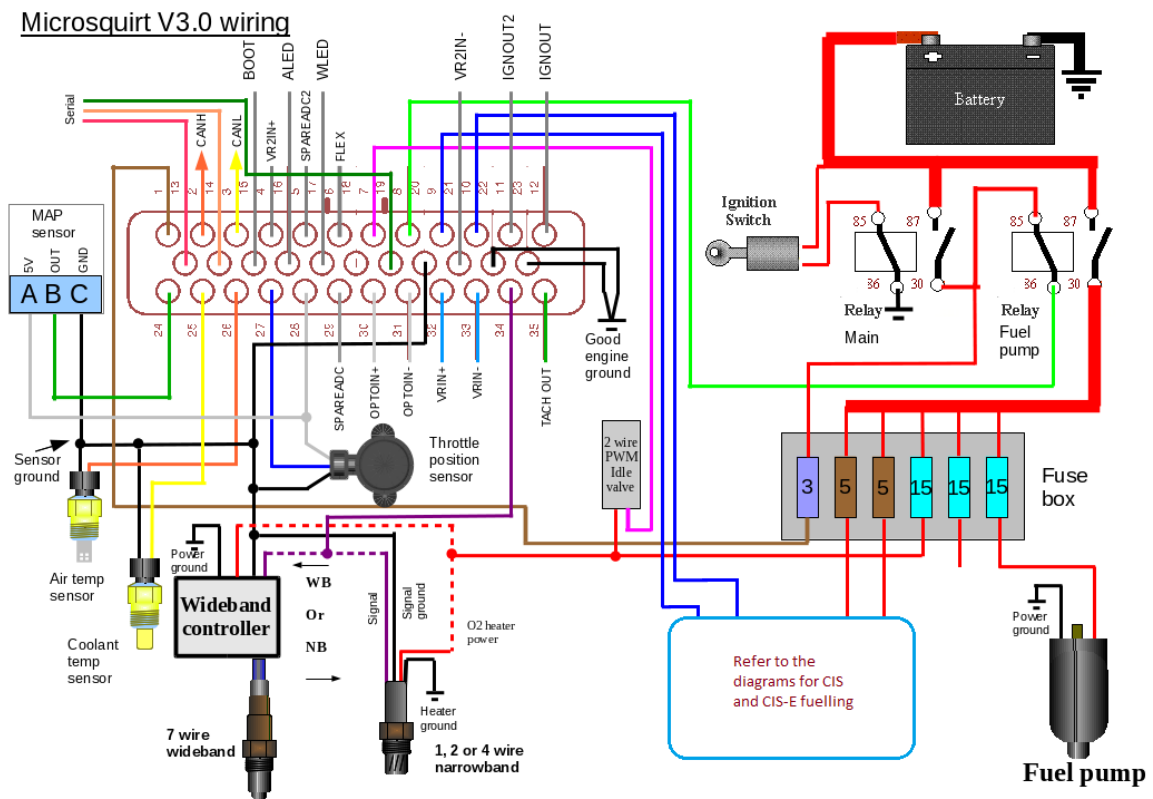 Microsquirt V3.0 wiring
BOOT
ALED
WLED
VR2IN-
IGNOUT2
IGNOUT
Serial
CANH
CANL
VR2IN+
SPAREADC2
FLEX
1
13
2
14
3
15
4
16
5
17
6
18
7
19
8
20
9
21
10
22
11
23
12
24
25
26
27
28
29
30
31
32
33
34
35
SPAREADC
OPTOIN+
OPTOIN-
VRIN+
VRIN-
TACH OUT
Good
engine
ground
MAP
sensor
5V
OUT
GND
A B C
Sensor
ground
Air temp
sensor
Coolant
temp
sensor
Throttle
position
sensor
Power
ground
Wideband
controller
WB
Or
NB
Signal
Signal
ground
O2 heater
power
Heater
ground
7 wire
wideband
1, 2 or 4 wire
narrowband
2 wire
PWM
Idle
valve
Battery
Ignition
Switch
85
87
86
30
Relay
Main
85
87
86
30
Relay
Fuel
pump
3
5
5
15
15
15
Fuse
box
Refer to the
diagrams for CIS
and CIS-E fuelling
Power
ground
Fuel pump